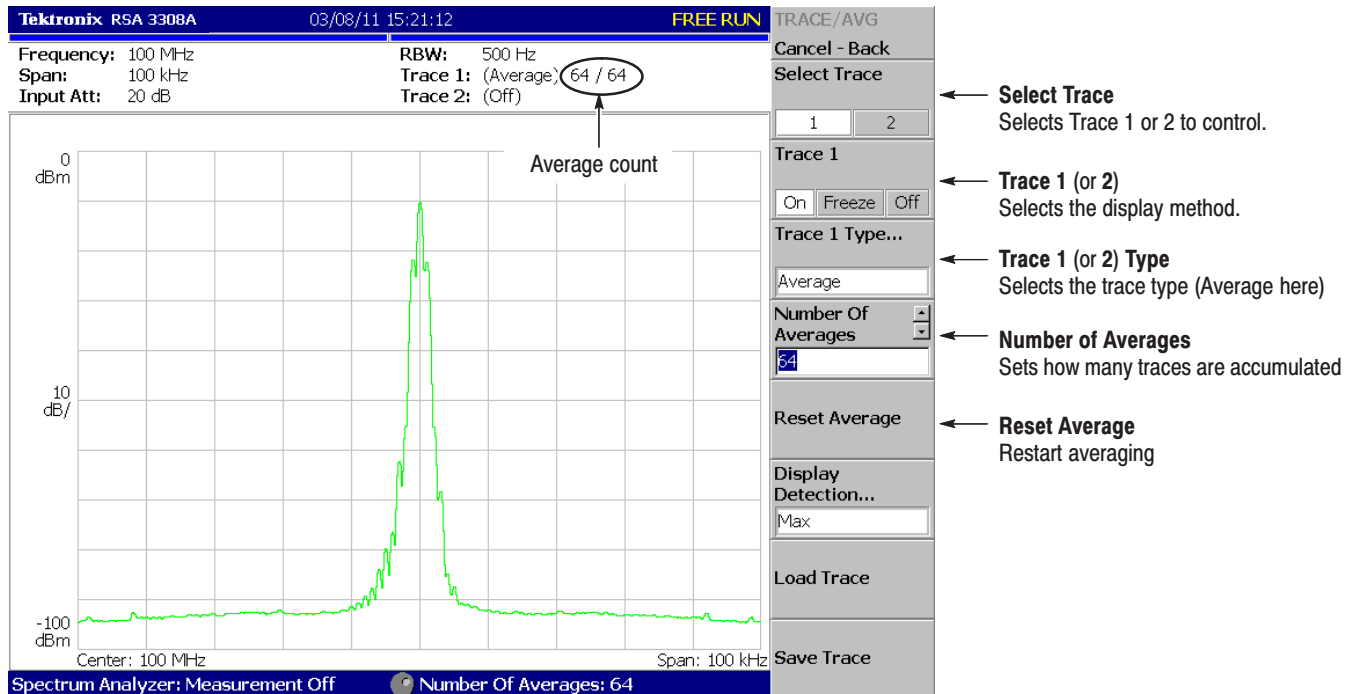 Tektronix RSA 3308A 03/08/11 15:21:12 FREE RUN
Frequency: 100 MHz RBW: 500 Hz
Span: 100 kHz Trace 1: (Average) 64 / 64
Input Att: 20 dB Trace 2: (Off)
Average count
0
dBm
10
dB/
-100
dBm
Center: 100 MHz Span: 100 kHz
Spectrum Analyzer: Measurement Off Number Of Averages: 64
TRACE/AVG
Cancel - Back
Select Trace
1 2
Trace 1
On Freeze Off
Trace 1 Type...
Average
Number Of
Averages
64
Reset Average
Display
Detection...
Max
Load Trace
Save Trace
Select Trace
Selects Trace 1 or 2 to control.
Trace 1 (or 2)
Selects the display method.
Trace 1 (or 2) Type
Selects the trace type (Average here)
Number of Averages
Sets how many traces are accumulated
Reset Average
Restart averaging